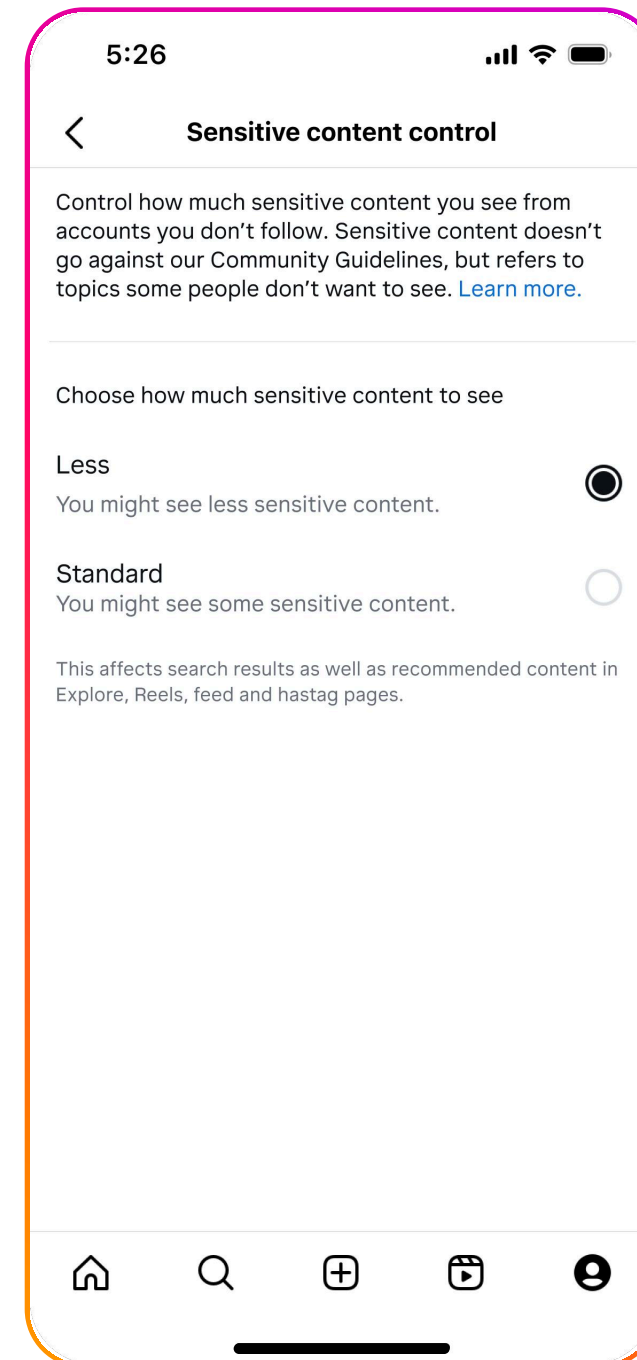 5:26
Sensitive content control
Control how much sensitive content you see from
accounts you don’t follow. Sensitive content doesn’t
go against our Community Guidelines, but refers to
topics some people don’t want to see. Learn more.
Choose how much sensitive content to see
Less
You might see less sensitive content.
Standard
You might see some sensitive content.
This affects search results as well as recommended content in
Explore, Reels, feed and hastag pages.